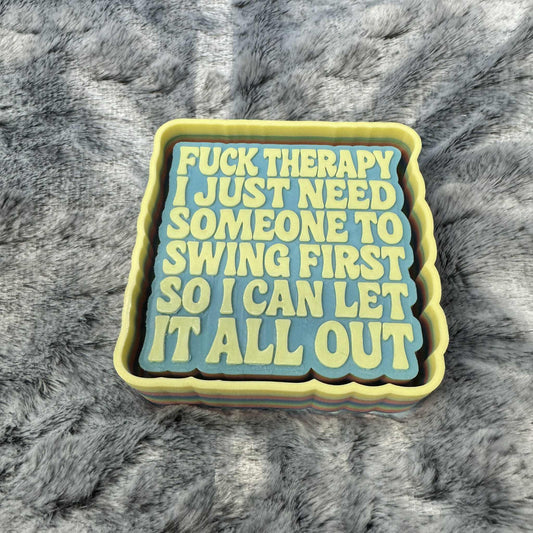 FUCK THERAPY
I JUST NEED
SOMEONE TO
SWING FIRST
SO I CAN LET
IT ALL OUT